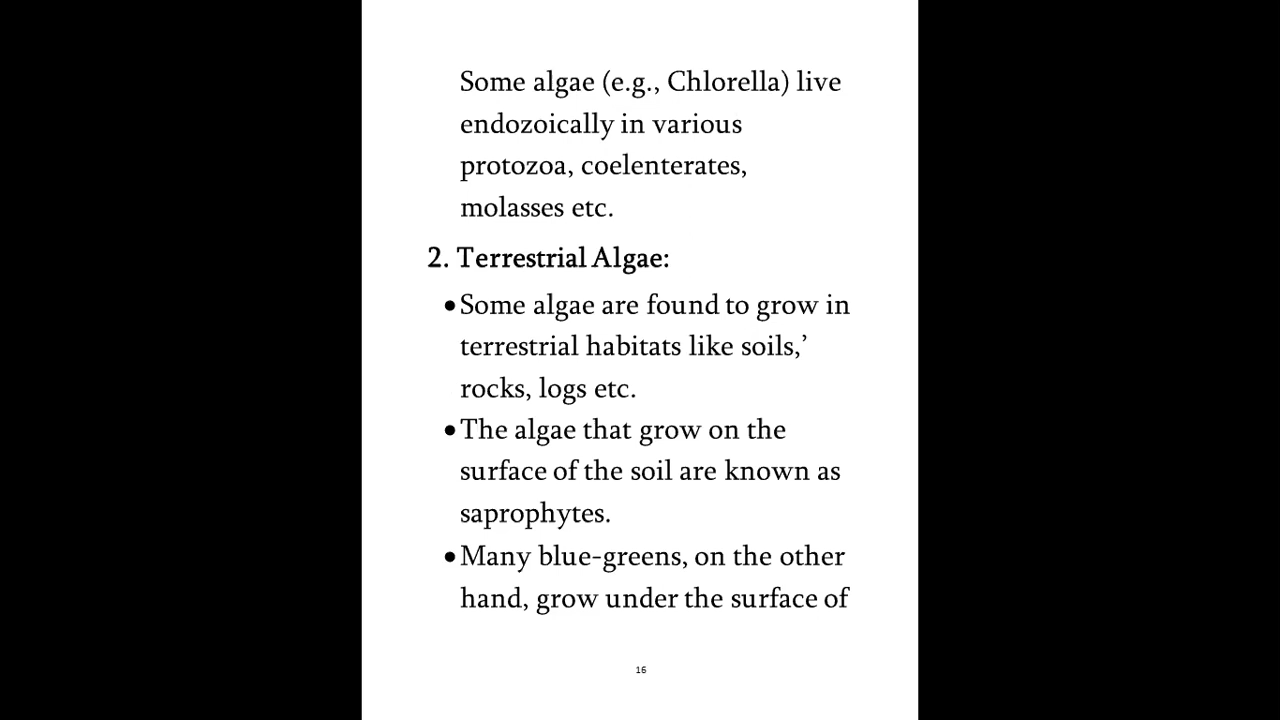 Some algae (e.g., Chlorella) live
endozoically in various
protozoa, coelenterates,
molasses etc.
2. Terrestrial Algae:
•Some algae are found to grow in
terrestrial habitats like soils,’
rocks, logs etc.
•The algae that grow on the
surface of the soil are known as
saprophytes.
•Many blue-greens, on the other
hand, grow under the surface of
16